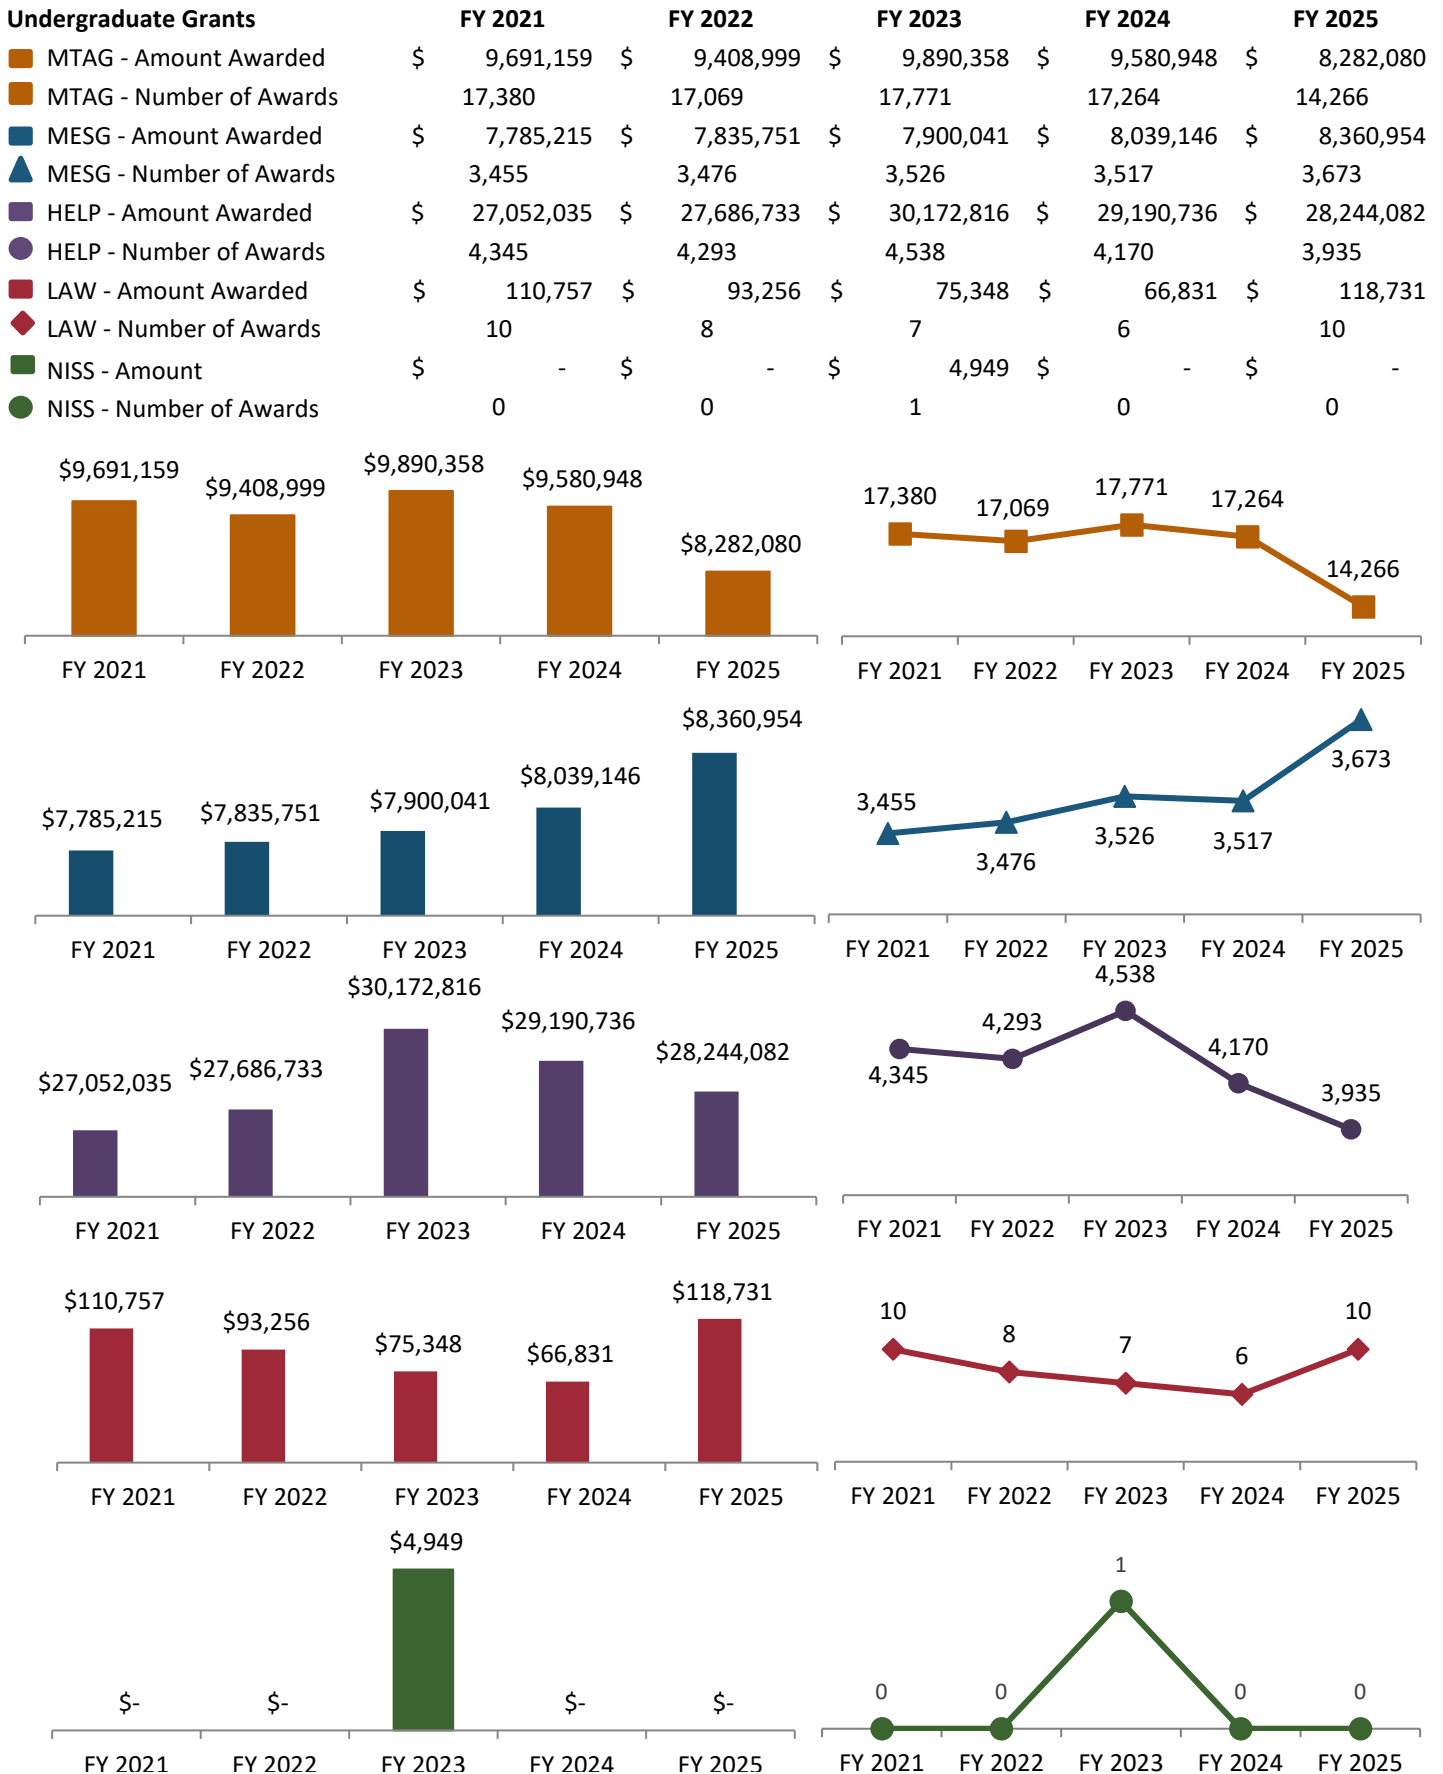 Undergraduate Grants FY 2021 FY 2022 FY 2023 FY 2024 FY 2025
MTAG - Amount Awarded $ 9,691,159 $ 9,408,999 $ 9,890,358 $ 9,580,948 $ 8,282,080
MTAG - Number of Awards 17,380 17,069 17,771 17,264 14,266
MESG - Amount Awarded $ 7,785,215 $ 7,835,751 $ 7,900,041 $ 8,039,146 $ 8,360,954
MESG - Number of Awards 3,455 3,476 3,526 3,517 3,673
HELP - Amount Awarded $ 27,052,035 $ 27,686,733 $ 30,172,816 $ 29,190,736 $ 28,244,082
HELP - Number of Awards 4,345 4,293 4,538 4,170 3,935
LAW - Amount Awarded $ 110,757 $ 93,256 $ 75,348 $ 66,831 $ 118,731
LAW - Number of Awards 10 8 7 6 10
NISS - Amount $ - $ - $ 4,949 $ - $ -
NISS - Number of Awards 0 0 1 0 0
$9,691,159 $9,408,999 $9,890,358 $9,580,948 $8,282,080
FY 2021 FY 2022 FY 2023 FY 2024 FY 2025
17,380 17,069 17,771 17,264 14,266
FY 2021 FY 2022 FY 2023 FY 2024 FY 2025
$7,785,215 $7,835,751 $7,900,041 $8,039,146 $8,360,954
FY 2021 FY 2022 FY 2023 FY 2024 FY 2025
3,455 3,476 3,526 3,517 3,673
FY 2021 FY 2022 FY 2023 FY 2024 FY 2025
$27,052,035 $27,686,733 $30,172,816 $29,190,736 $28,244,082
FY 2021 FY 2022 FY 2023 FY 2024 FY 2025
4,345 4,293 4,538 4,170 3,935
FY 2021 FY 2022 FY 2023 FY 2024 FY 2025
$110,757 $93,256 $75,348 $66,831 $118,731
FY 2021 FY 2022 FY 2023 FY 2024 FY 2025
10 8 7 6 10
FY 2021 FY 2022 FY 2023 FY 2024 FY 2025
$- $- $4,949 $- $-
FY 2021 FY 2022 FY 2023 FY 2024 FY 2025
0 0 1 0 0
FY 2021 FY 2022 FY 2023 FY 2024 FY 2025